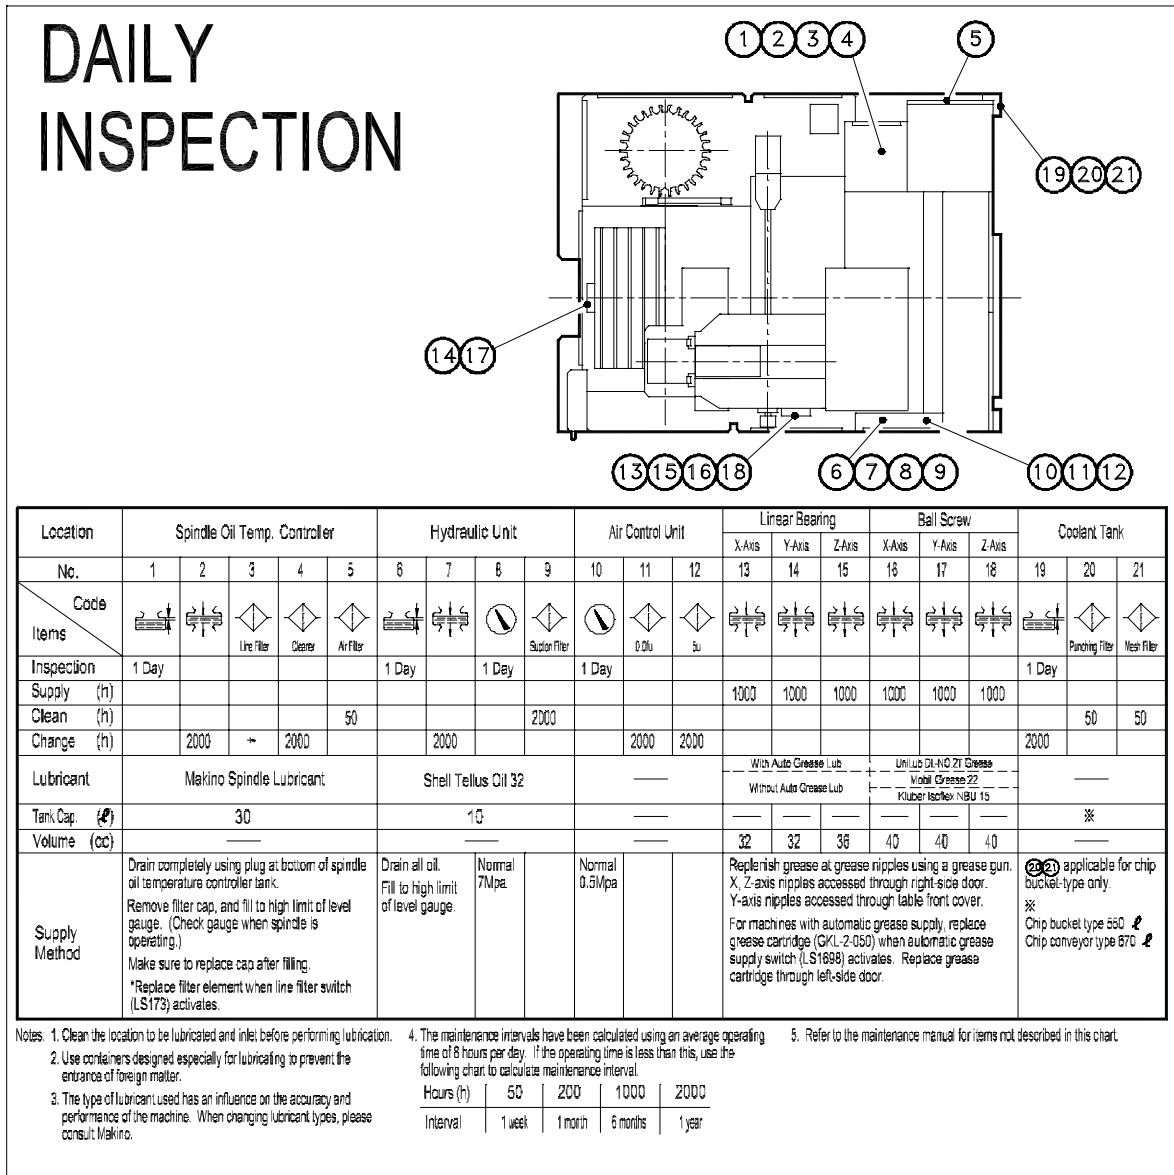 DAILY
INSPECTION
1 2 3 4 5
19 20 21
14 17
13 15 16 18 6 7 8 9 10 11 12
Location Spindle Oil Temp. Controller Hydraulic Unit Air Control Unit Linear Bearing Ball Screw Coolant Tank
X-Axis Y-Axis Z-Axis X-Axis Y-Axis Z-Axis
No. 1 2 3 4 5 6 7 8 9 10 11 12 13 14 15 16 17 18 19 20 21
Code
Items
Line Filter Cleaner Air Filter Suction Filter 5u Punching Filter Mesh Filter
Inspection 1 Day 1 Day 1 Day 1 Day 1 Day
Supply (h) 1000 1000 1000 1000 1000 1000
Clean (h) 50 2000 50 50
Change (h) 2000 * 2000 2000 2000 2000 2000
Lubricant Makino Spindle Lubricant Shell Tellus Oil 32 —— With Auto Grease Lub UniLub DL-NO 2T Grease ——
Without Auto Grease Lub Mobil Grease 22
Kluber Isoflex NBU 15
Tank Cap. (ℓ) 30 10 —— —— —— —— —— —— —— ※
Volume (cc) —— —— —— 32 32 36 40 40 40 ——
Supply
Method
Drain completely using plug at bottom of spindle
oil temperature controller tank.
Remove filter cap, and fill to high limit of level
gauge. (Check gauge when spindle is
operating.)
Make sure to replace cap after filling.
*Replace filter element when line filter switch
(LS173) activates.
Drain all oil.
Fill to high limit
of level gauge.
Normal
7Mpa
Normal
0.5Mpa
Replenish grease at grease nipples using a grease gun.
X, Z-axis nipples accessed through right-side door.
Y-axis nipples accessed through table front cover.
For machines with automatic grease supply, replace
grease cartridge (GKL-2-050) when automatic grease
supply switch (LS1698) activates. Replace grease
cartridge through left-side door.
20 21 applicable for chip
bucket-type only.
※
Chip bucket type 550 ℓ
Chip conveyor type 670 ℓ
Notes: 1. Clean the location to be lubricated and inlet before performing lubrication.
2. Use containers designed especially for lubricating to prevent the
entrance of foreign matter.
3. The type of lubricant used has an influence on the accuracy and
performance of the machine. When changing lubricant types, please
consult Makino.
4. The maintenance intervals have been calculated using an average operating
time of 8 hours per day. If the operating time is less than this, use the
following chart to calculate maintenance interval.
Hours (h) 50 200 1000 2000
Interval 1 week 1 month 6 months 1 year
5. Refer to the maintenance manual for items not described in this chart.